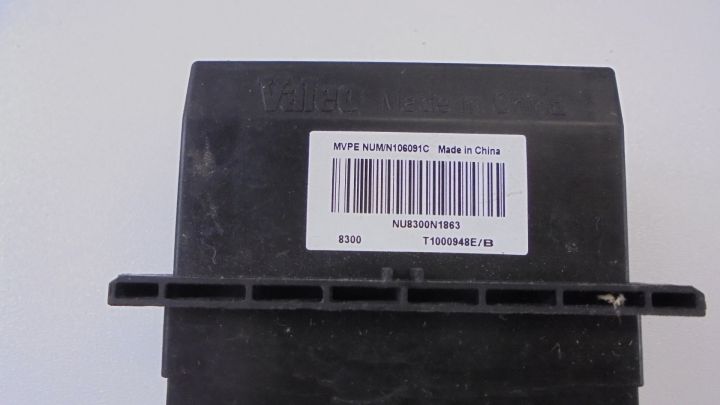 Valeo Made in China
MVPE NUM/N106091C Made in China
NU8300N1863
8300 T1000948E/B